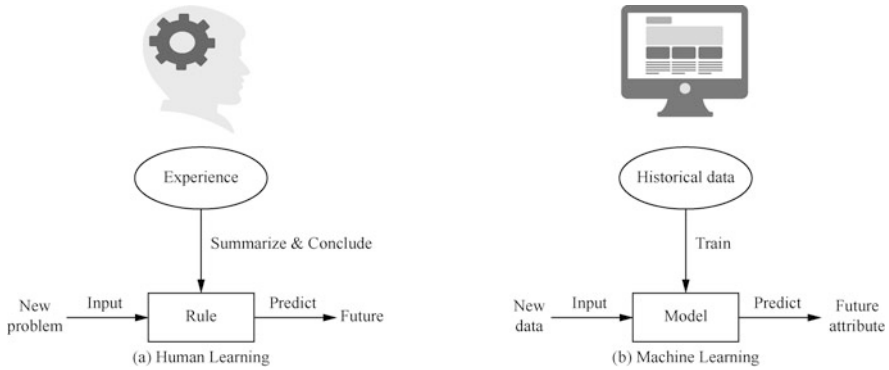 Experience
Summarize & Conclude
New
problem
Input
Rule
Predict
Future
(a) Human Learning
Historical data
Train
New
data
Input
Model
Predict
Future
attribute
(b) Machine Learning